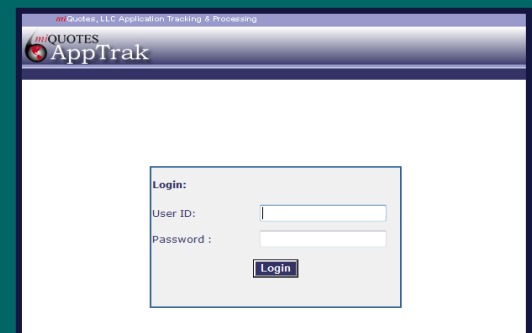 miQuotes, LLC Application Tracking & Processing
miQUOTES
AppTrak
Login:
User ID:
Password :
Login